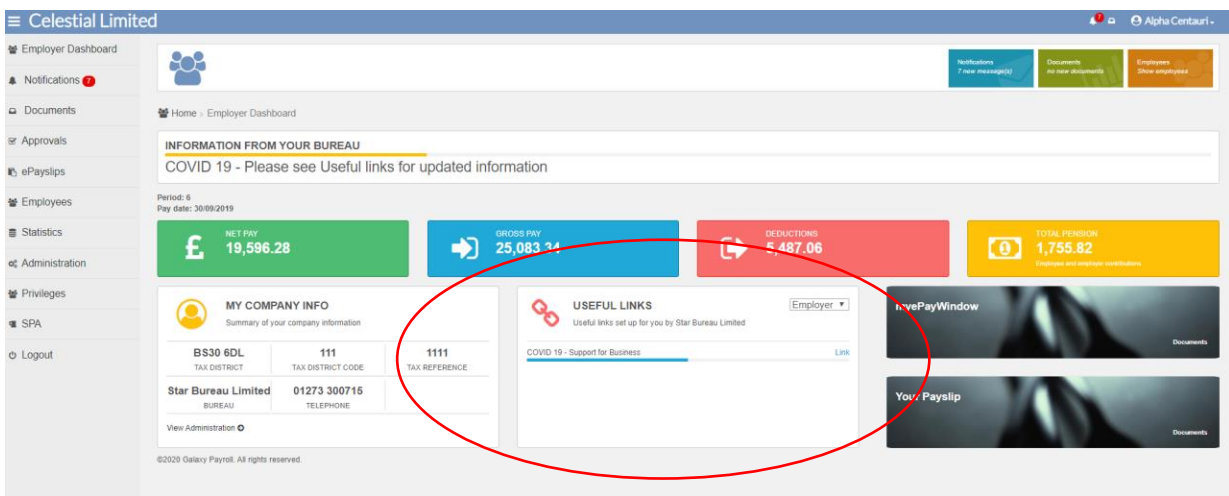 Celestial Limited
7
Alpha Centauri
Employer Dashboard
Notifications 7
Documents
Approvals
ePayslips
Employees
Statistics
Administration
Privileges
SPA
Logout
Notifications
7 new message(s)
Documents
no new documents
Employees
Show employees
Home > Employer Dashboard
INFORMATION FROM YOUR BUREAU
COVID 19 - Please see Useful links for updated information
Period: 6
Pay date: 30/09/2019
£
NET PAY
19,596.28
GROSS PAY
25,083.34
DEDUCTIONS
5,487.06
1
TOTAL PENSION
1,755.82
Employee and employer contributions
MY COMPANY INFO
Summary of your company information
BS30 6DL
TAX DISTRICT
111
TAX DISTRICT CODE
1111
TAX REFERENCE
Star Bureau Limited
BUREAU
01273 300715
TELEPHONE
View Administration
USEFUL LINKS
Employer
Useful links set up for you by Star Bureau Limited
COVID 19 - Support for Business Link
Documents
Your Payslip
Documents
©2020 Galaxy Payroll. All rights reserved.